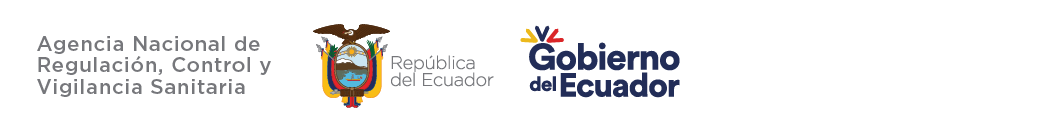 Agencia Nacional de
Regulación, Control y
Vigilancia Sanitaria
República
del Ecuador
Gobierno
del Ecuador